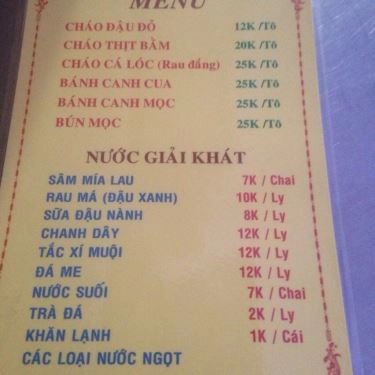 MENU
CHÁO ĐẬU ĐỎ 12K /Tô
CHÁO THỊT BẰM 20K /Tô
CHÁO CÁ LÓC (Rau đắng) 25K /Tô
BÁNH CANH CUA 25K /Tô
BÁNH CANH MỌC 25K /Tô
BÚN MỌC 25K /Tô
NƯỚC GIẢI KHÁT
SÂM MÍA LAU 7K / Chai
RAU MÁ (ĐẬU XANH) 10K / Ly
SỮA ĐẬU NÀNH 8K / Ly
CHANH DÂY 12K / Ly
TẮC XÍ MUỘI 12K / Ly
ĐÁ ME 12K / Ly
NƯỚC SUỐI 7K / Chai
TRÀ ĐÁ 2K / Ly
KHĂN LẠNH 1K / Cái
CÁC LOẠI NƯỚC NGỌT